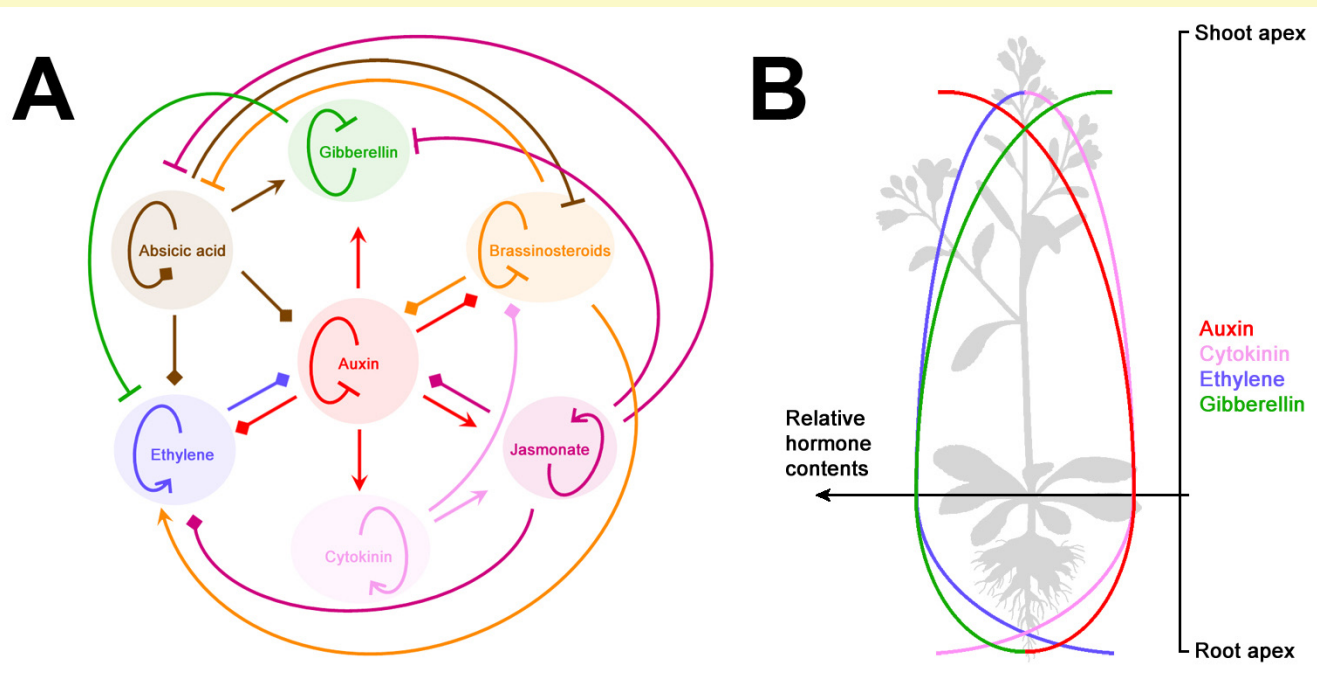 A
Gibberellin
Absicic acid
Brassinosteroids
Auxin
Ethylene
Jasmonate
Cytokinin
B
Shoot apex
Auxin
Cytokinin
Ethylene
Gibberellin
Relative
hormone
contents
Root apex